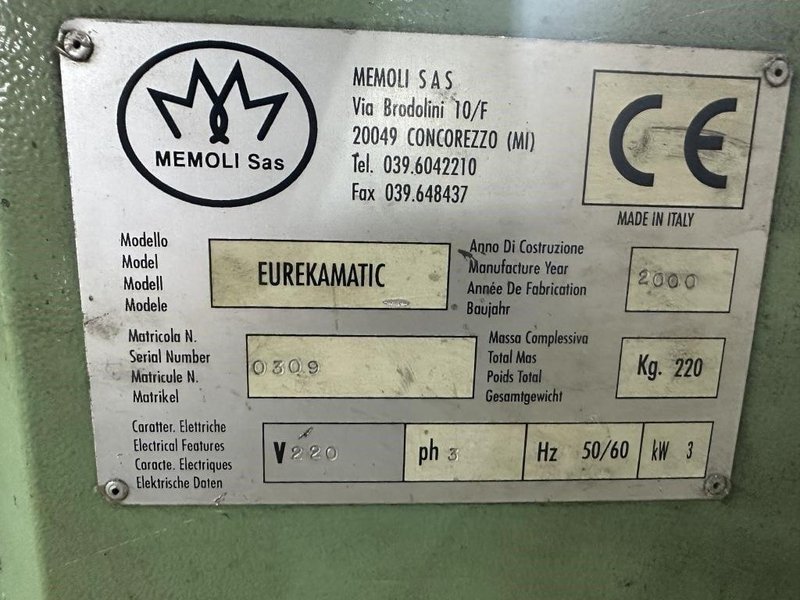 MEMOLI Sas
MEMOLI S A S
Via Brodolini 10/F
20049 CONCOREZZO (MI)
Tel. 039.6042210
Fax 039.648437
CE
MADE IN ITALY
Modello
Model
Modell
Modele
EUREKAMATIC
Anno Di Costruzione
Manufacture Year
Année De Fabrication
Baujahr
2000
Matricola N.
Serial Number
Matricule N.
Matrikel
0309
Massa Complessiva
Total Mas
Poids Total
Gesamtgewicht
Kg. 220
Caratter. Elettriche
Electrical Features
Caracte. Electriques
Elektrische Daten
V 220
ph 3
Hz 50/60
kW 3